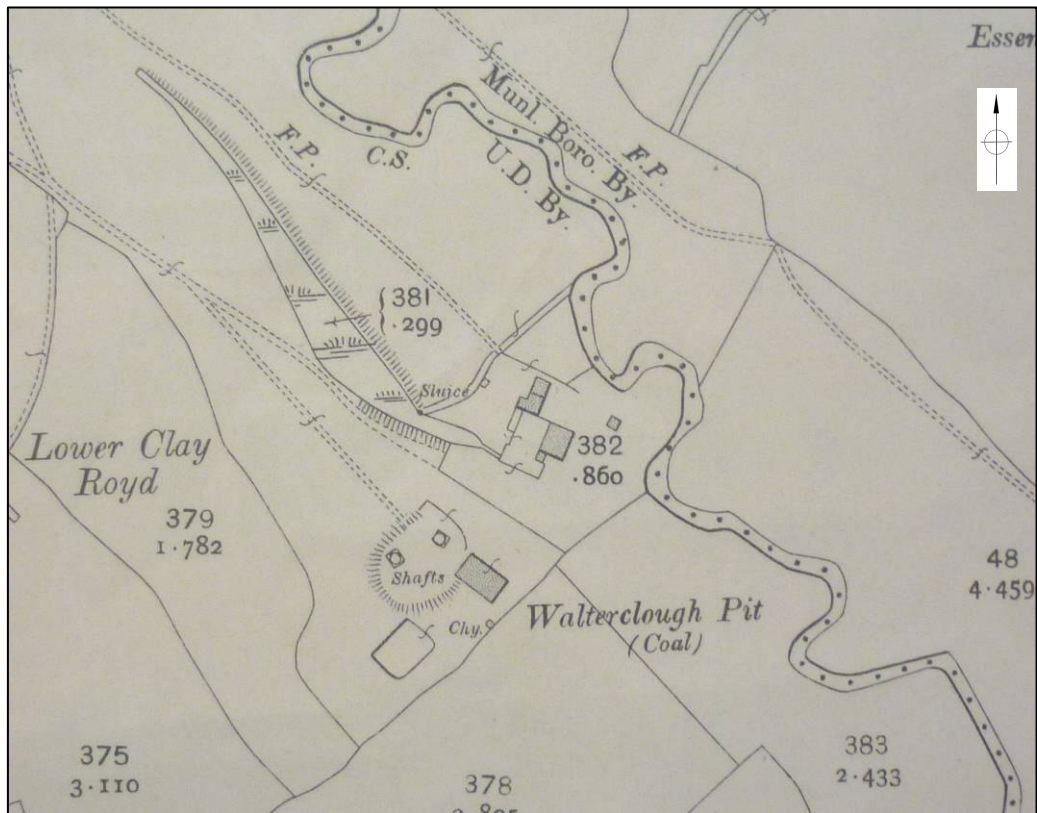 Munl. Boro. By.
F.P.
F.P.
C.S.
U.D. By.
381
.299
Sluice
382
.860
Lower Clay
Royd
379
1.782
Shafts
Chy.
Walterclough Pit
(Coal)
48
4.459
375
3.110
378
383
2.433